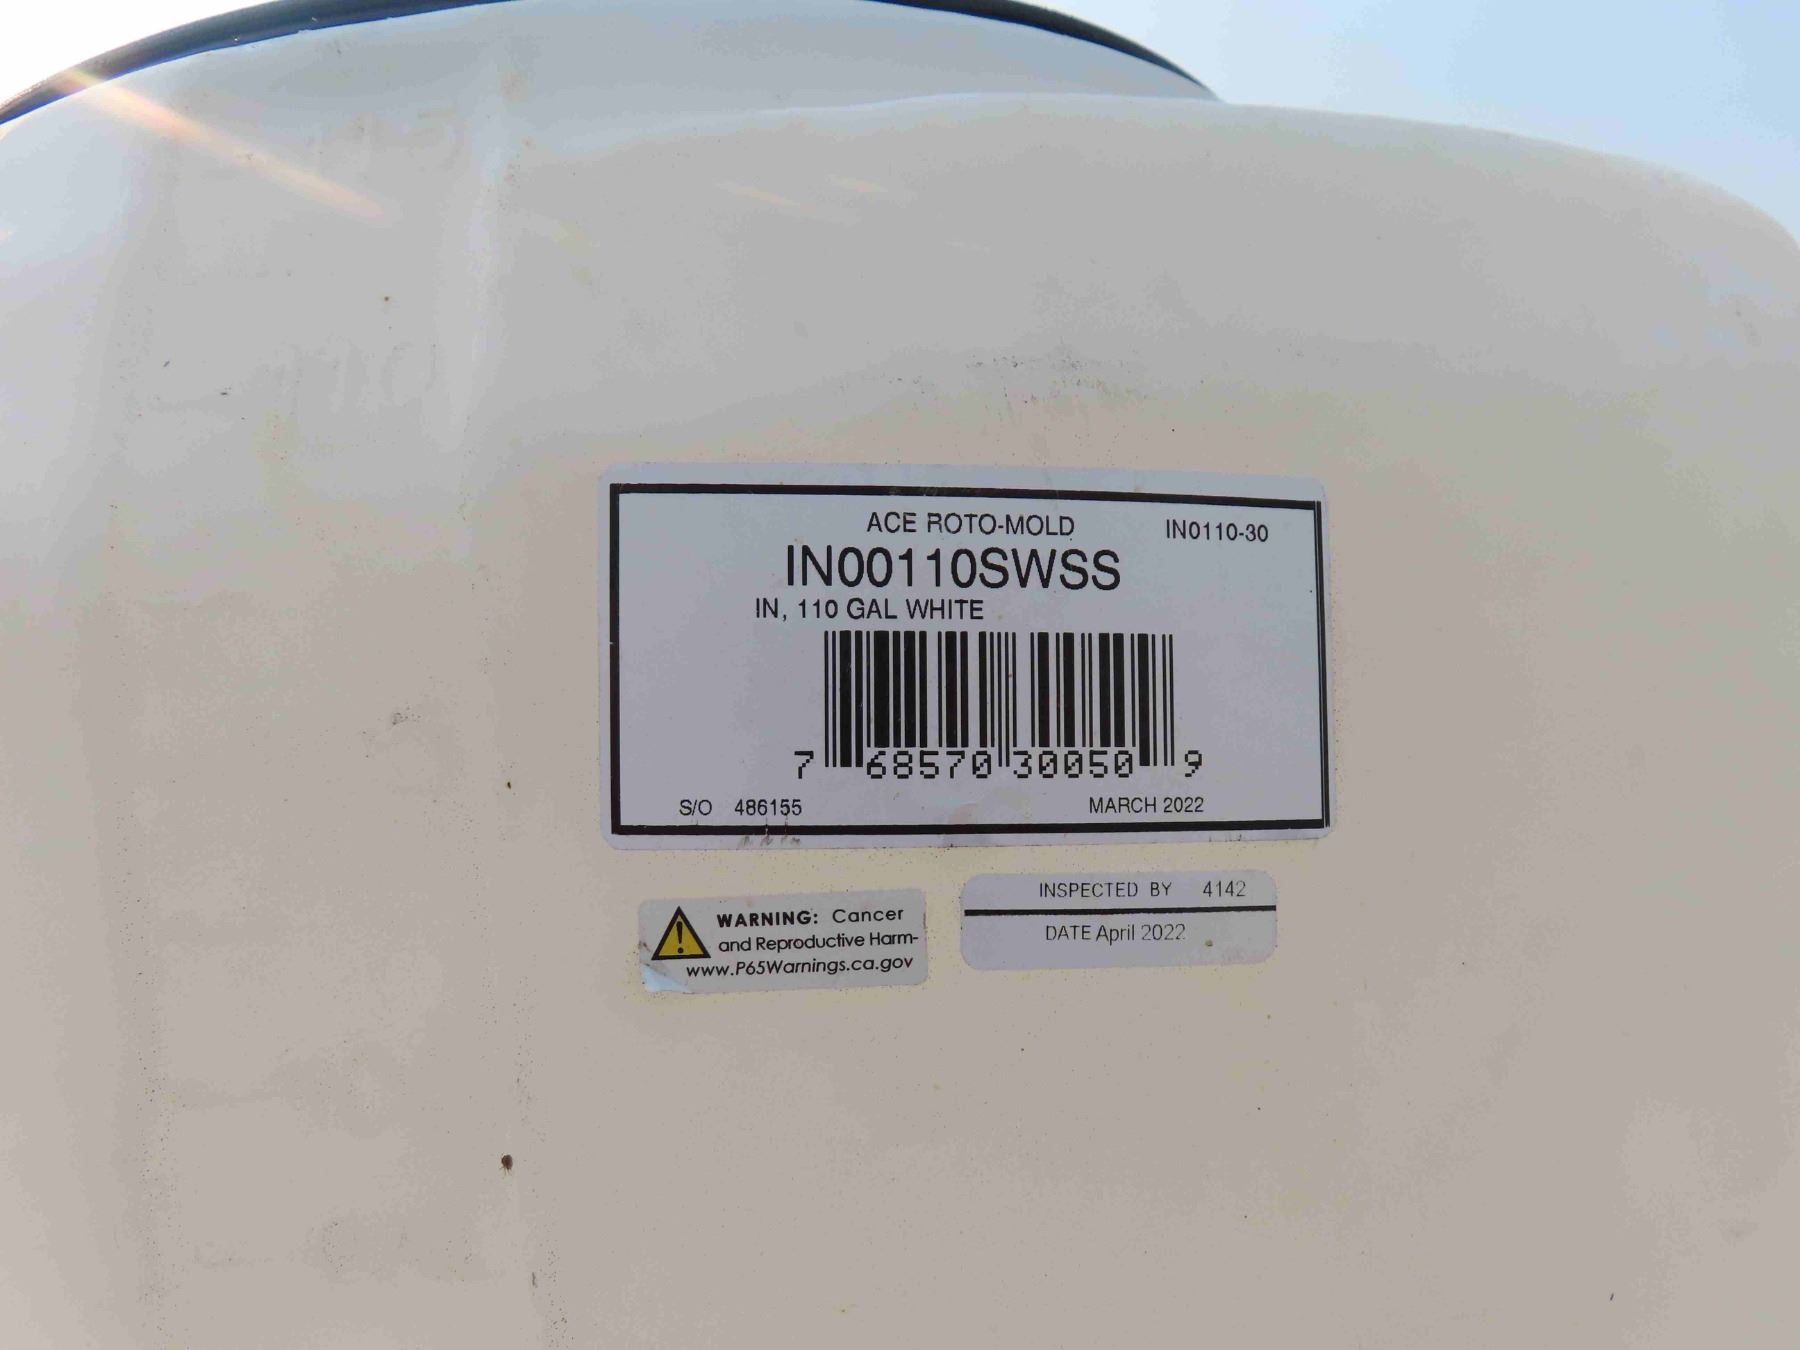 ACE ROTO-MOLD IN0110-30
IN00110SWSS
IN, 110 GAL WHITE
7 68570 30050 9
S/O 486155 MARCH 2022
WARNING: Cancer
and Reproductive Harm-
www.P65Warnings.ca.gov
INSPECTED BY 4142
DATE April 2022